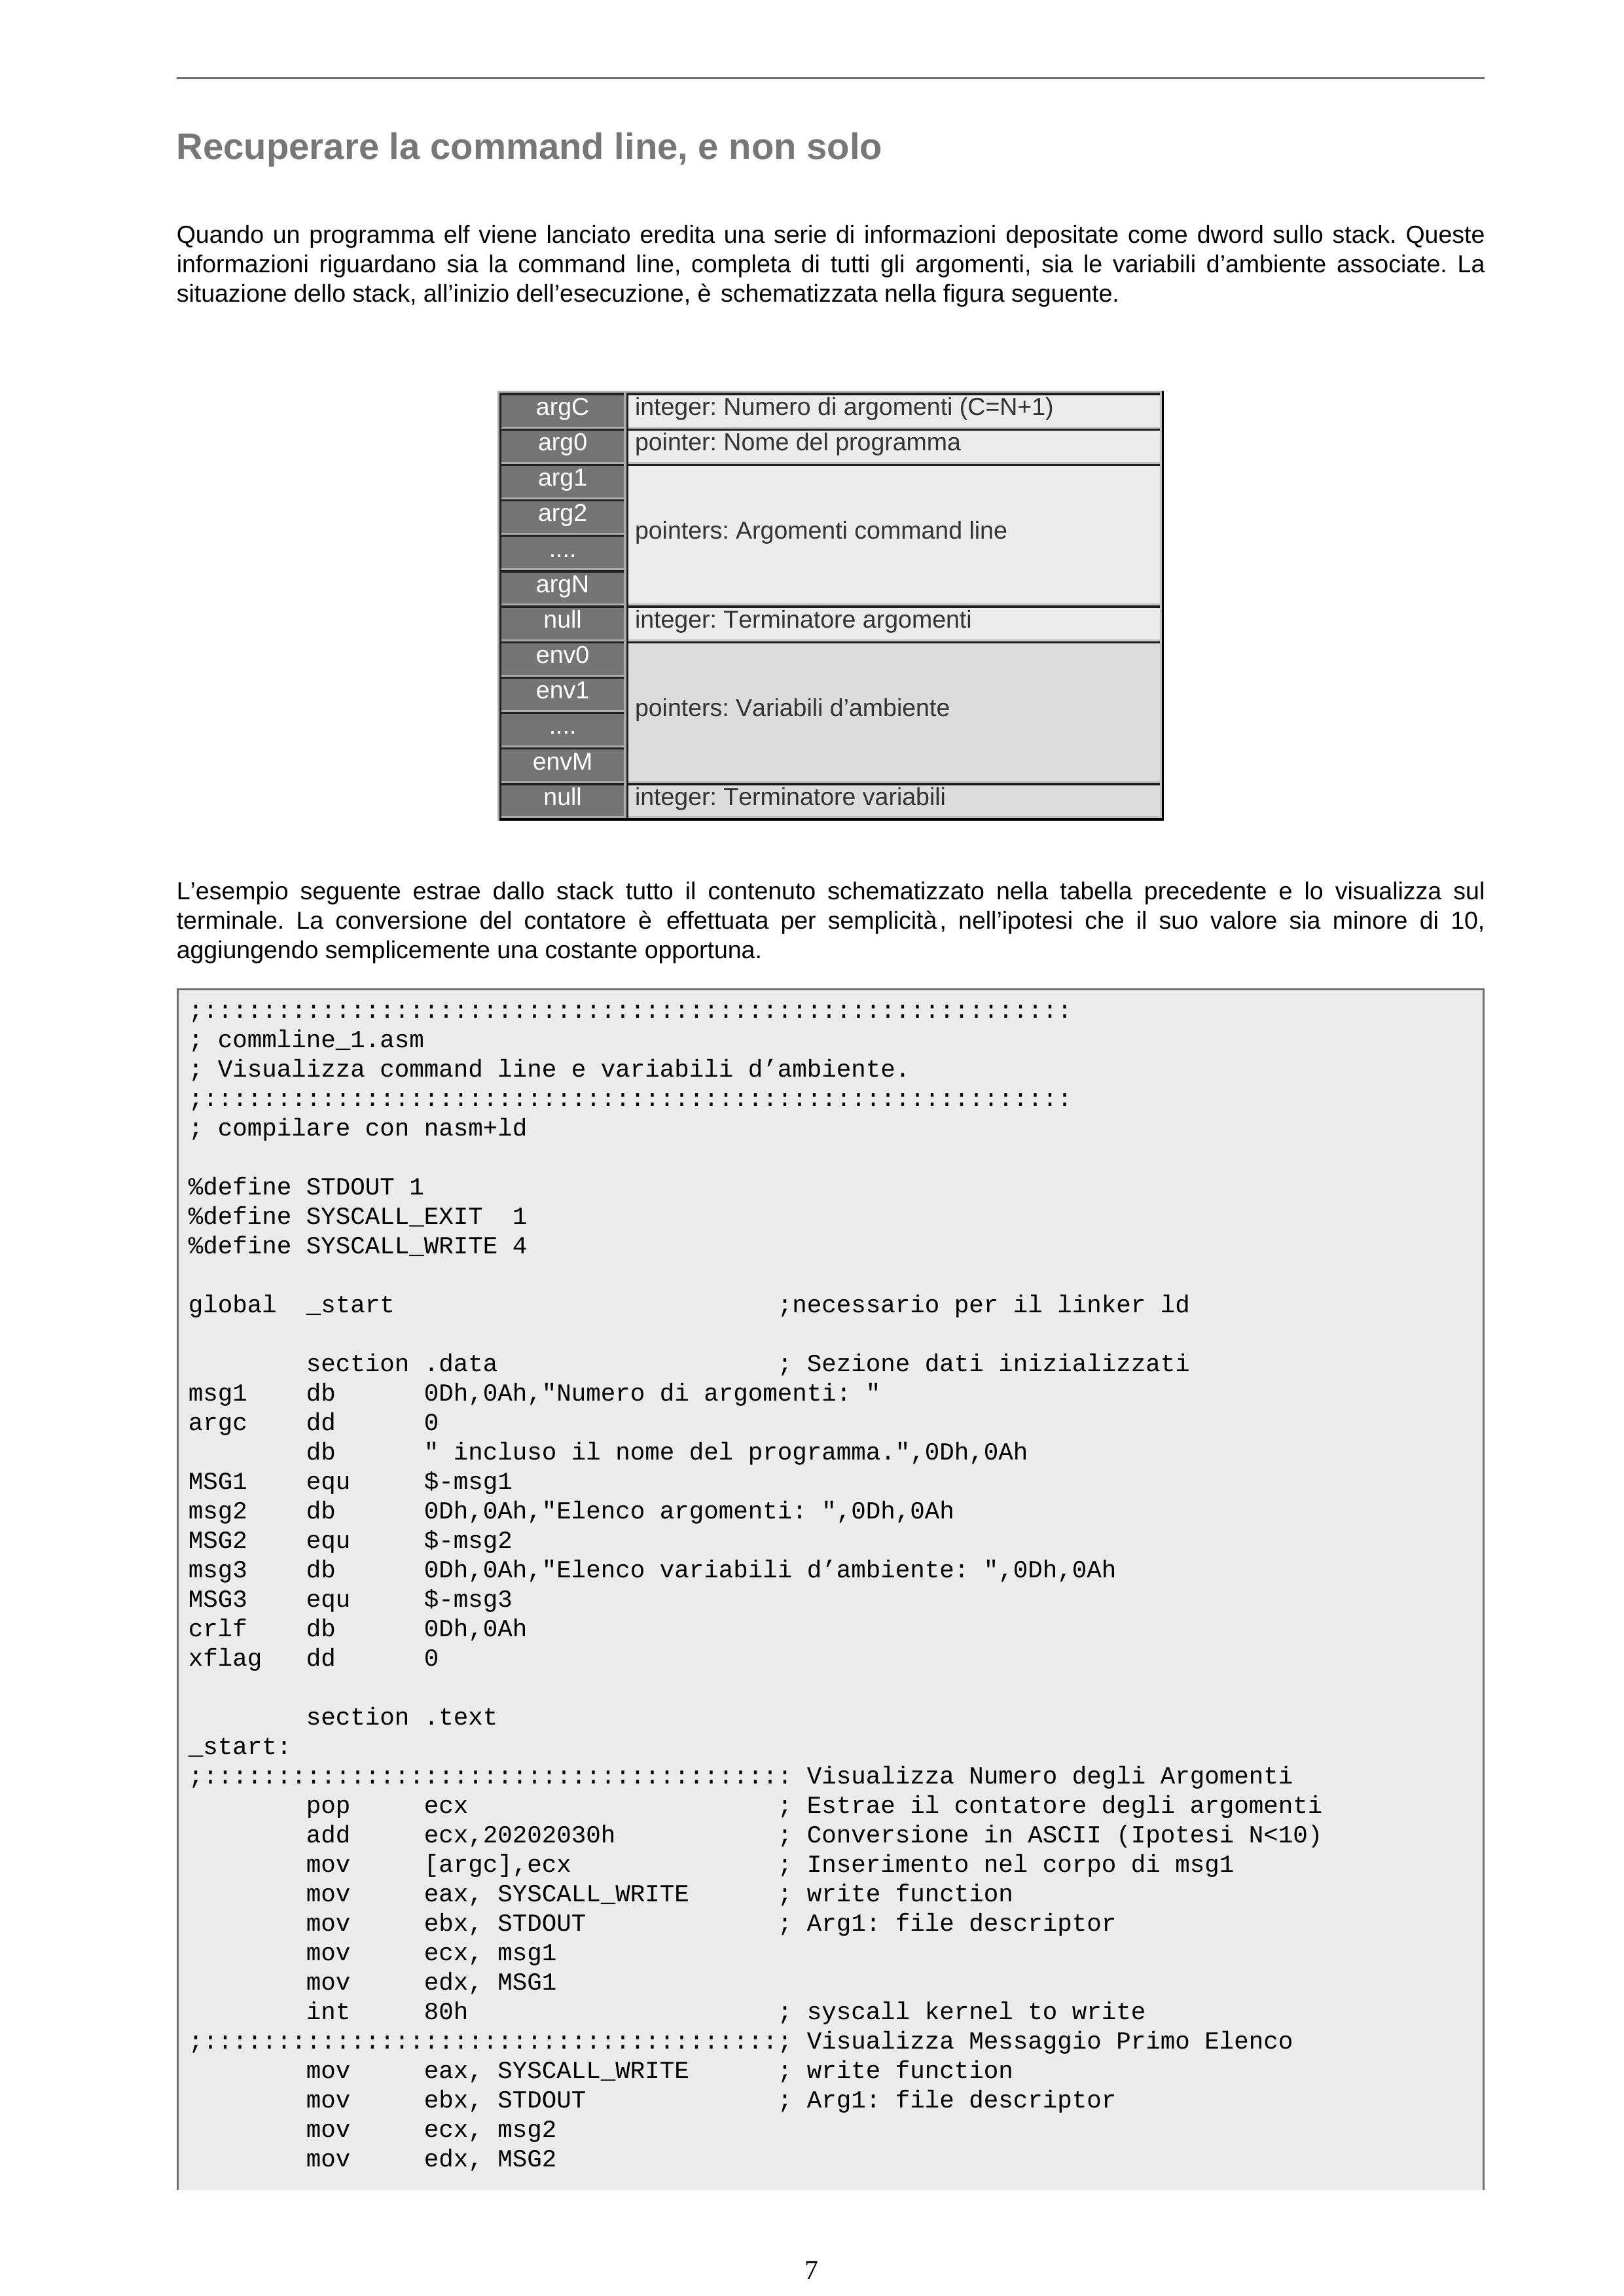 Recuperare la command line, e non solo
Quando un programma elf viene lanciato eredita una serie di informazioni depositate come dword sullo stack. Queste
informazioni riguardano sia la command line, completa di tutti gli argomenti, sia le variabili d’ambiente associate. La
situazione dello stack, all’inizio dell’esecuzione, è schematizzata nella figura seguente.
argC integer: Numero di argomenti (C=N+1)
arg0 pointer: Nome del programma
arg1
arg2
pointers: Argomenti command line
....
argN
null integer: Terminatore argomenti
env0
env1
pointers: Variabili d’ambiente
....
envM
null integer: Terminatore variabili
L’esempio seguente estrae dallo stack tutto il contenuto schematizzato nella tabella precedente e lo visualizza sul
terminale. La conversione del contatore è effettuata per semplicità, nell’ipotesi che il suo valore sia minore di 10,
aggiungendo semplicemente una costante opportuna.
;:::::::::::::::::::::::::::::::::::::::::::::::::::::::::::
; commline_1.asm
; Visualizza command line e variabili d’ambiente.
;:::::::::::::::::::::::::::::::::::::::::::::::::::::::::::
; compilare con nasm+ld
%define STDOUT 1
%define SYSCALL_EXIT  1
%define SYSCALL_WRITE 4
global  _start                          ;necessario per il linker ld
        section .data                   ; Sezione dati inizializzati
msg1    db      0Dh,0Ah,"Numero di argomenti: "
argc    dd      0
        db      " incluso il nome del programma.",0Dh,0Ah
MSG1    equ     $-msg1
msg2    db      0Dh,0Ah,"Elenco argomenti: ",0Dh,0Ah
MSG2    equ     $-msg2
msg3    db      0Dh,0Ah,"Elenco variabili d’ambiente: ",0Dh,0Ah
MSG3    equ     $-msg3
crlf    db      0Dh,0Ah
xflag   dd      0
        section .text
_start:
;:::::::::::::::::::::::::::::::::::::::: Visualizza Numero degli Argomenti
        pop     ecx                     ; Estrae il contatore degli argomenti
        add     ecx,20202030h           ; Conversione in ASCII (Ipotesi N<10)
        mov     [argc],ecx              ; Inserimento nel corpo di msg1
        mov     eax, SYSCALL_WRITE      ; write function
        mov     ebx, STDOUT             ; Arg1: file descriptor
        mov     ecx, msg1
        mov     edx, MSG1
        int     80h                     ; syscall kernel to write
;:::::::::::::::::::::::::::::::::::::::; Visualizza Messaggio Primo Elenco
        mov     eax, SYSCALL_WRITE      ; write function
        mov     ebx, STDOUT             ; Arg1: file descriptor
        mov     ecx, msg2
        mov     edx, MSG2
7